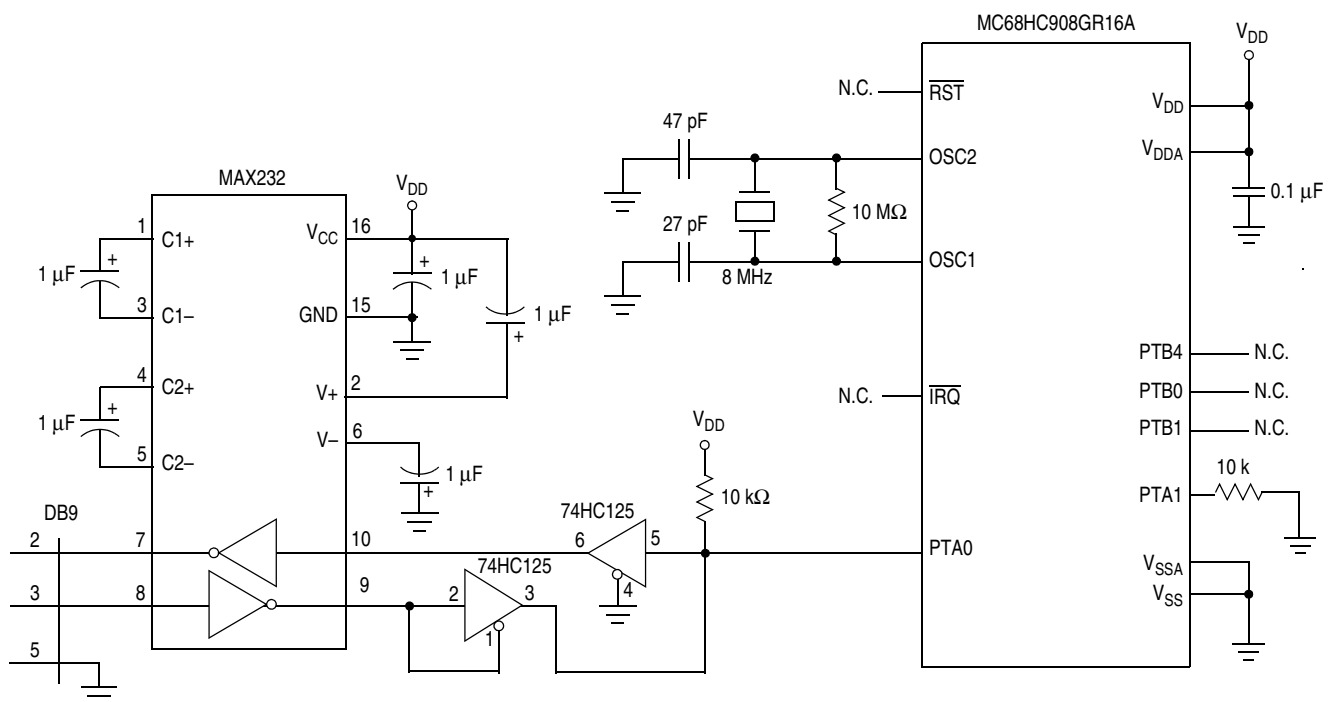 MC68HC908GR16A
V_DD
N.C.
RST
V_DD
47 pF
OSC2
V_DDA
MAX232
V_DD
10 MΩ
0.1 µF
1
C1+
V_CC
16
27 pF
OSC1
1 µF
+
+
1 µF
8 MHz
3
C1–
GND
15
1 µF
+
PTB4
N.C.
4
C2+
V+
2
N.C.
IRQ
PTB0
N.C.
1 µF
+
V_DD
PTB1
N.C.
V–
6
5
C2–
1 µF
+
10 k
10 kΩ
PTA1
DB9
74HC125
2
7
10
6
5
PTA0
74HC125
4
V_SSA
3
8
9
2
3
V_SS
1
5